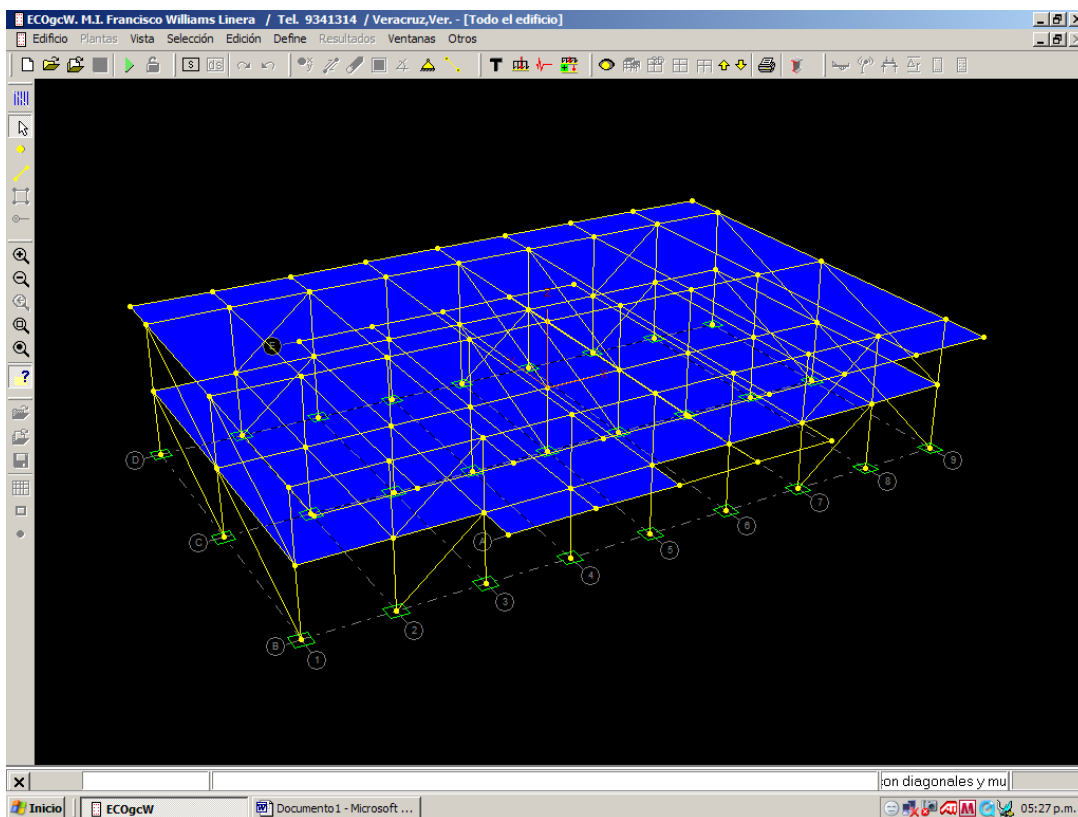 ECOgcW. M.I. Francisco Williams Linera / Tel. 9341314 / Veracruz,Ver. - [Todo el edificio]
Edificio Plantas Vista Selección Edición Define Resultados Ventanas Otros
E
D
C
B
A
1
2
3
4
5
6
7
8
9
:on diagonales y mu
Inicio ECOgcW Documento1 - Microsoft ... 05:27 p.m.